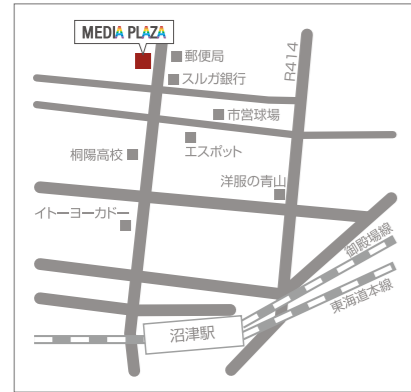 MEDIA PLAZA
郵便局
R414
スルガ銀行
市営球場
エスポット
桐陽高校
洋服の青山
イトーヨーカドー
御殿場線
東海道本線
沼津駅